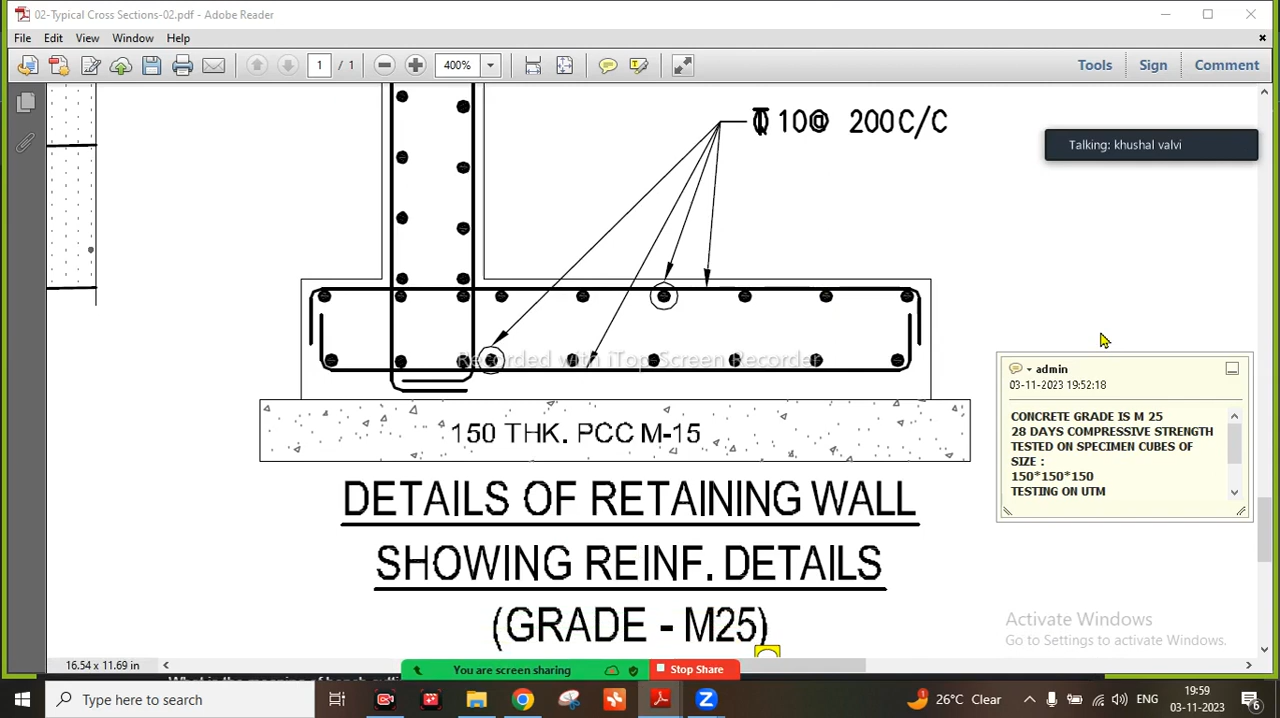 02-Typical Cross Sections-02.pdf - Adobe Reader
File Edit View Window Help
1 / 1 400% Tools Sign Comment
10@ 200C/C
Talking: khushal valvi
admin
03-11-2023 19:52:18
CONCRETE GRADE IS M 25
28 DAYS COMPRESSIVE STRENGTH
TESTED ON SPECIMEN CUBES OF
SIZE :
150*150*150
TESTING ON UTM
Recorded with iTop Screen Recorder
150 THK. PCC M-15
DETAILS OF RETAINING WALL
SHOWING REINF. DETAILS
(GRADE - M25)
Activate Windows
Go to Settings to activate Windows.
16.54 x 11.69 in
You are screen sharing Stop Share
Type here to search
26°C Clear
ENG
19:59
03-11-2023
6